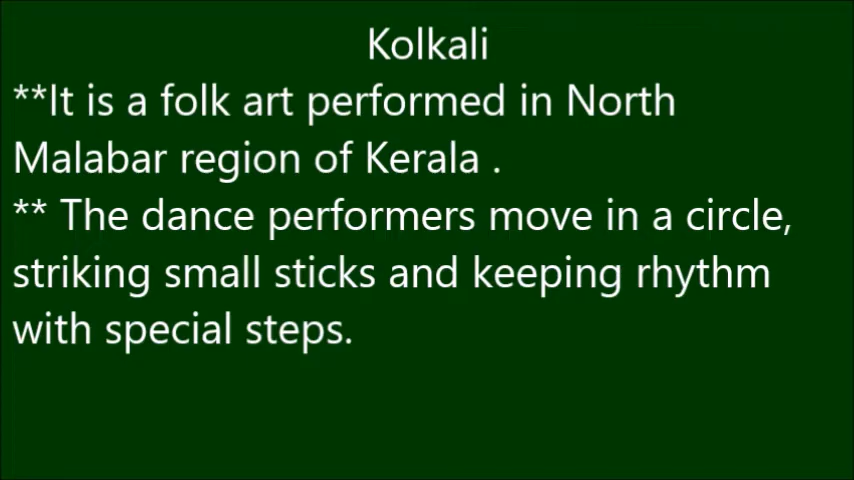 Kolkali
**It is a folk art performed in North
Malabar region of Kerala .
** The dance performers move in a circle,
striking small sticks and keeping rhythm
with special steps.